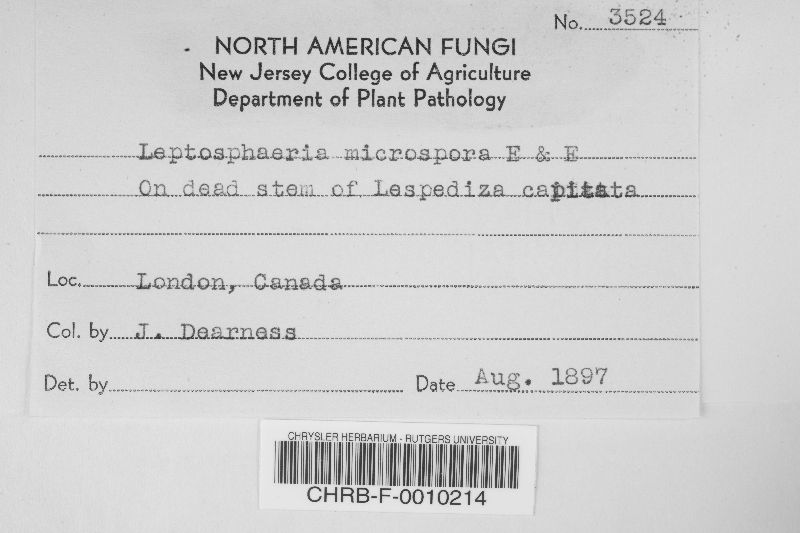 No. 3524
NORTH AMERICAN FUNGI
New Jersey College of Agriculture
Department of Plant Pathology
Leptosphaeria microspora E & E
On dead stem of Lespediza capitata
Loc. London, Canada
Col. by J. Dearness
Det. by Date Aug. 1897
CHRYSLER HERBARIUM - RUTGERS UNIVERSITY
CHRB-F-0010214